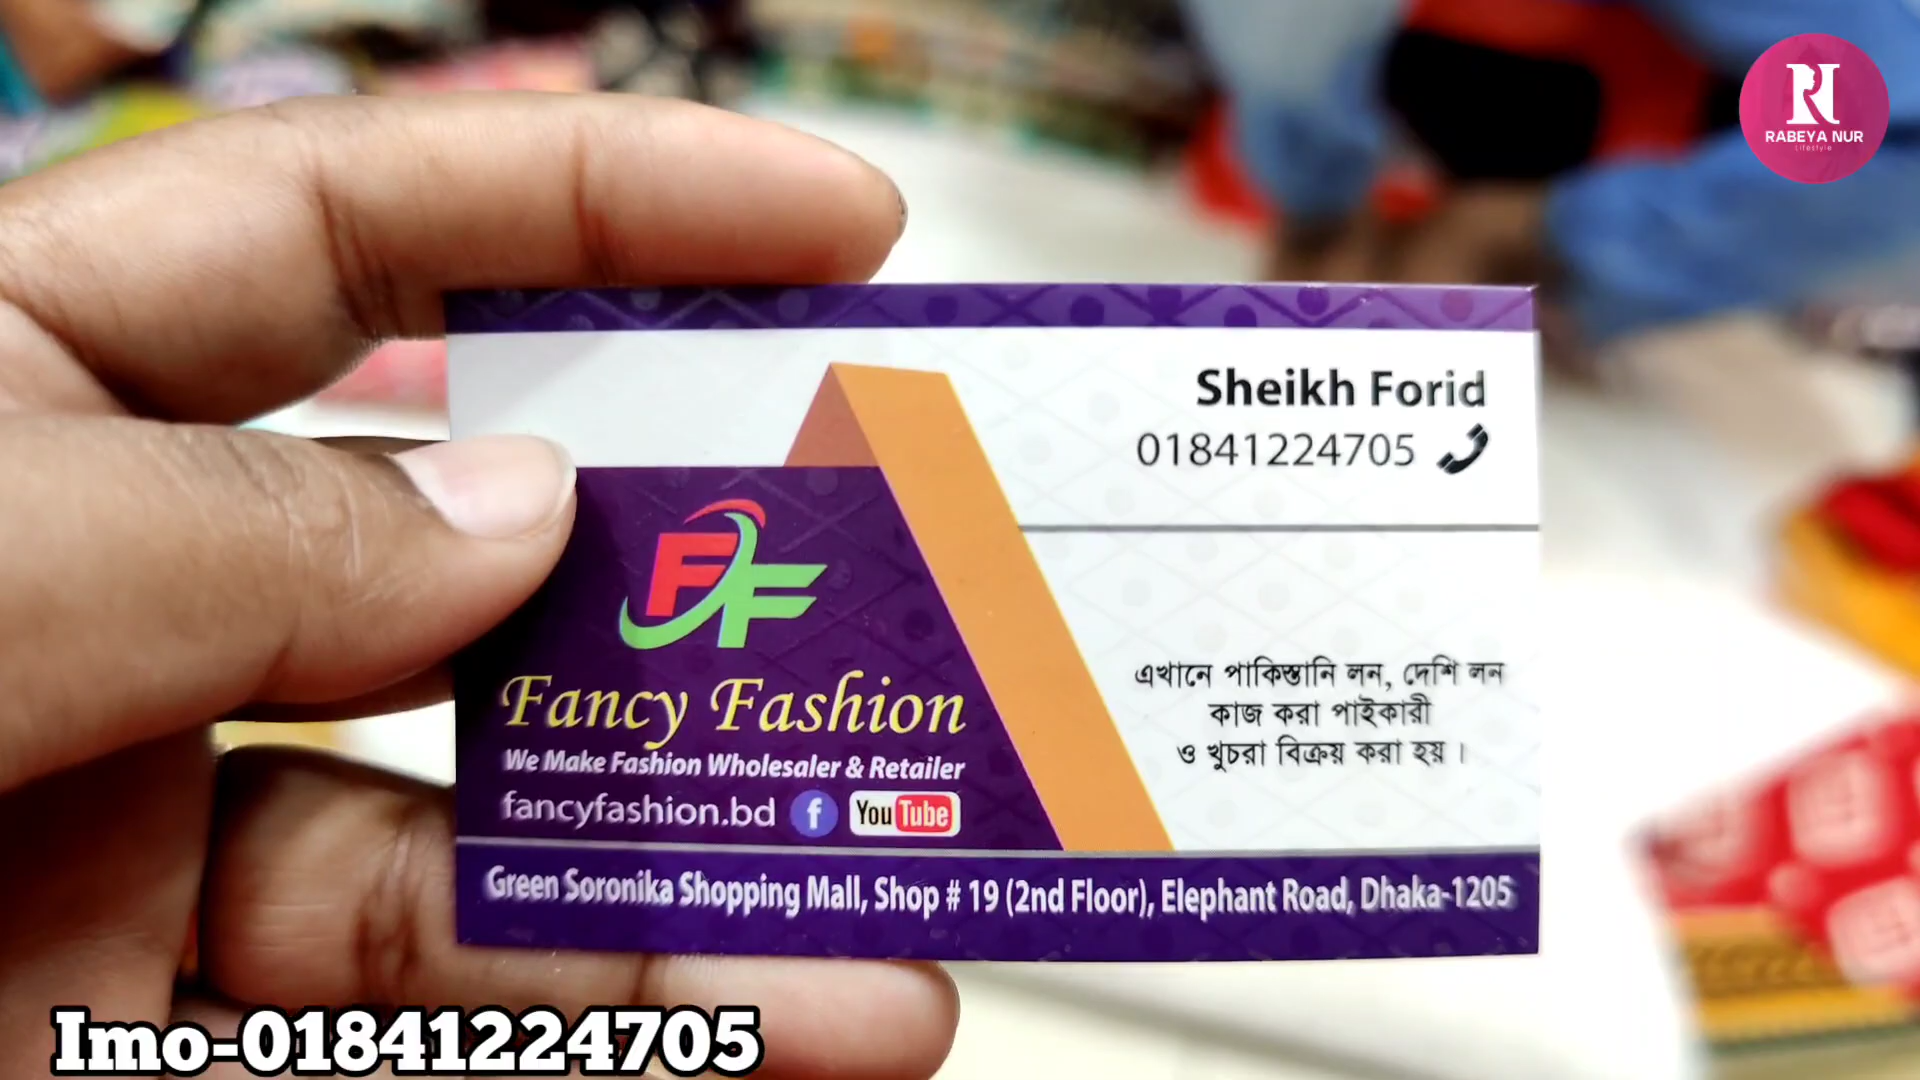 RABEYA NUR
Lifestyle
Sheikh Forid
01841224705
FF
Fancy Fashion
We Make Fashion Wholesaler & Retailer
fancyfashion.bd f YouTube
এখানে পাকিস্তানি লন, দেশি লন
কাজ করা পাইকারী
ও খুচরা বিক্রয় করা হয়।
Green Soronika Shopping Mall, Shop # 19 (2nd Floor), Elephant Road, Dhaka-1205
Imo-01841224705